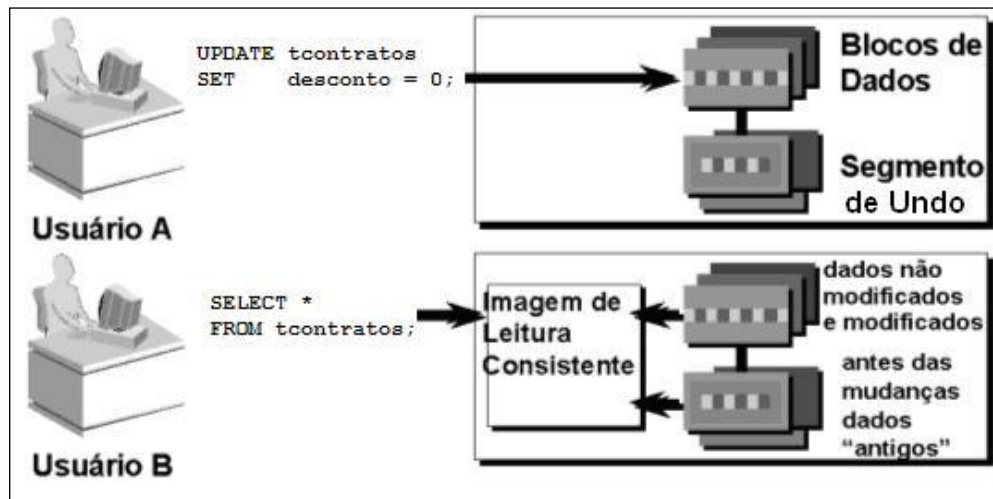 UPDATE tcontratos
SET desconto = 0;
Blocos de
Dados
Segmento
de Undo
Usuário A
SELECT *
FROM tcontratos;
Imagem de
Leitura
Consistente
dados não
modificados
e modificados
antes das
mudanças
dados
"antigos"
Usuário B